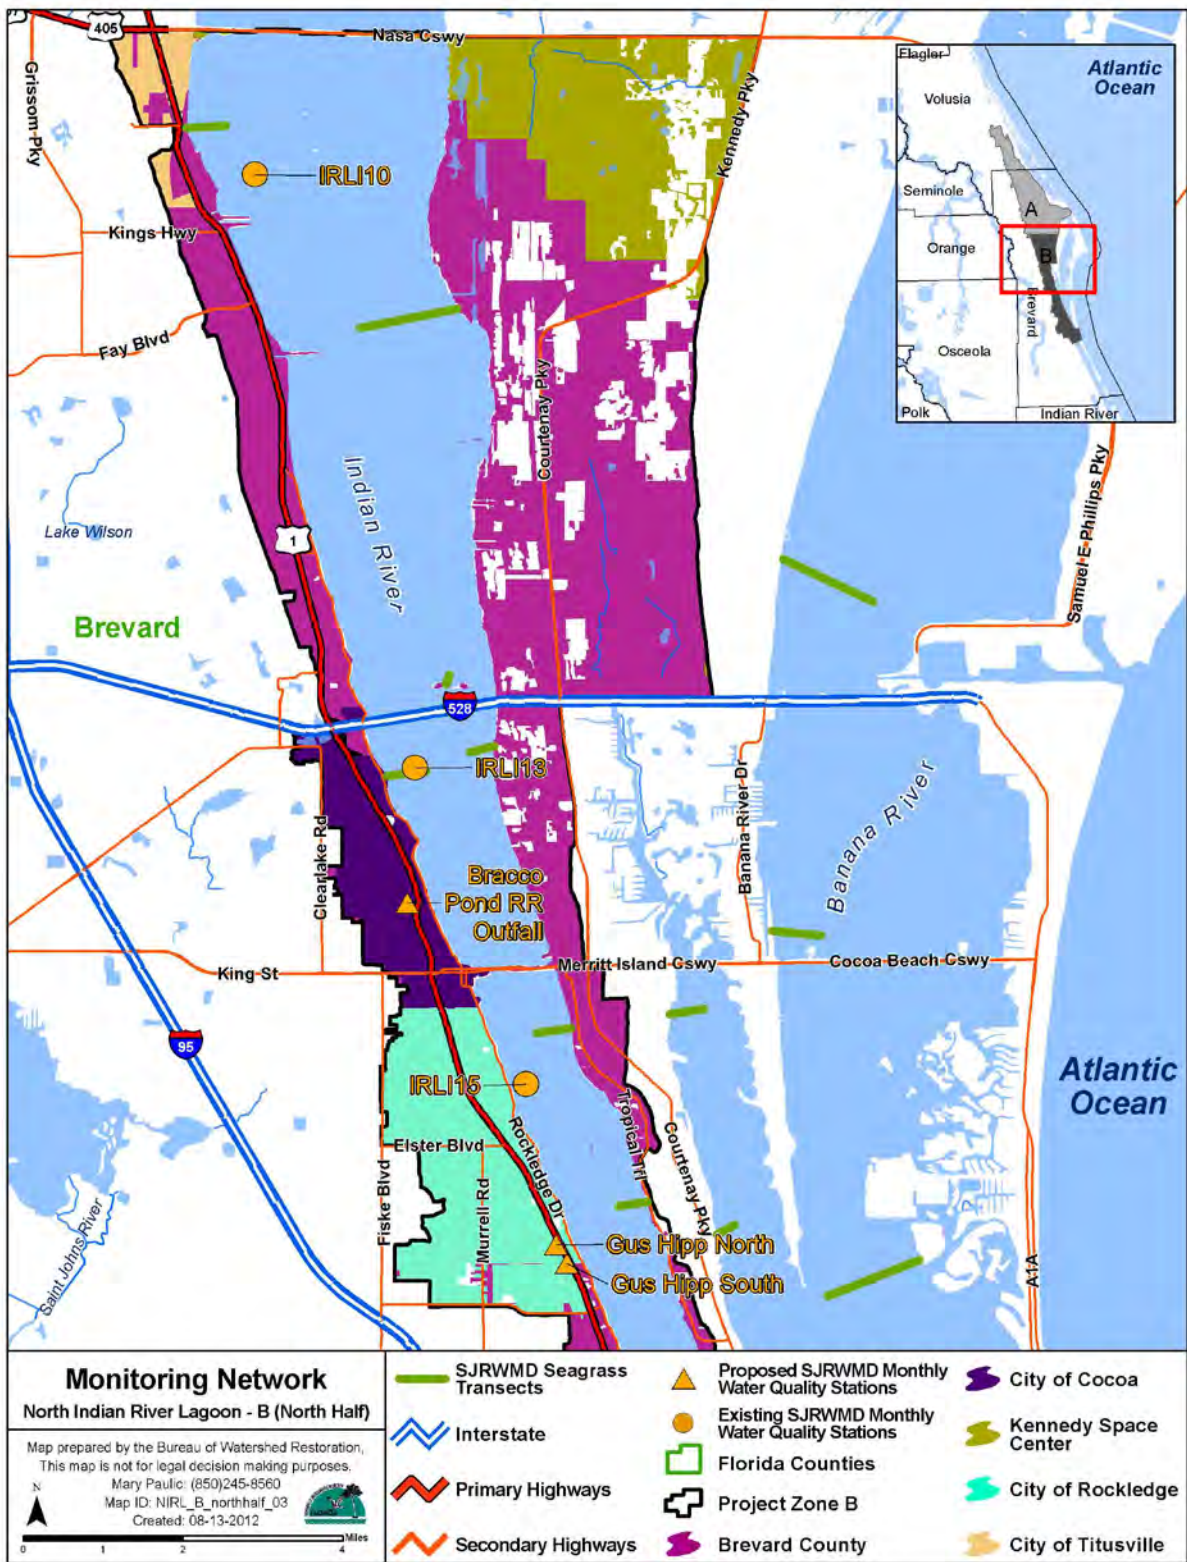 405
Nasa Cswy
Grissom Pky
Kennedy Pky
IRLI10
Kings Hwy
Fay Blvd
Courtenay Pky
Flagler
Atlantic
Ocean
Volusia
Seminole
A
Orange
B
Brevard
Osceola
Polk
Indian River
Samuel E Phillips Pky
Indian River
Lake Wilson
1
Brevard
528
IRLI13
Clearlake Rd
Banana River Dr
Banana River
Bracco
Pond RR
Outfall
King St
Merritt Island Cswy
Cocoa Beach Cswy
95
IRLI15
Atlantic
Ocean
Elster Blvd
Rockledge Dr
Tropical Trl
Courtenay Pky
Fiske Blvd
Murrell Rd
Gus Hipp North
Gus Hipp South
Saint Johns River
A1A
Monitoring Network
North Indian River Lagoon - B (North Half)
Map prepared by the Bureau of Watershed Restoration,
This map is not for legal decision making purposes.
Mary Paulic: (850)245-8560
Map ID: NIRL_B_northhalf_03
Created: 08-13-2012
N
Miles
0 1 2 4
SJRWMD Seagrass
Transects
Interstate
Primary Highways
Secondary Highways
Proposed SJRWMD Monthly
Water Quality Stations
Existing SJRWMD Monthly
Water Quality Stations
Florida Counties
Project Zone B
Brevard County
City of Cocoa
Kennedy Space
Center
City of Rockledge
City of Titusville